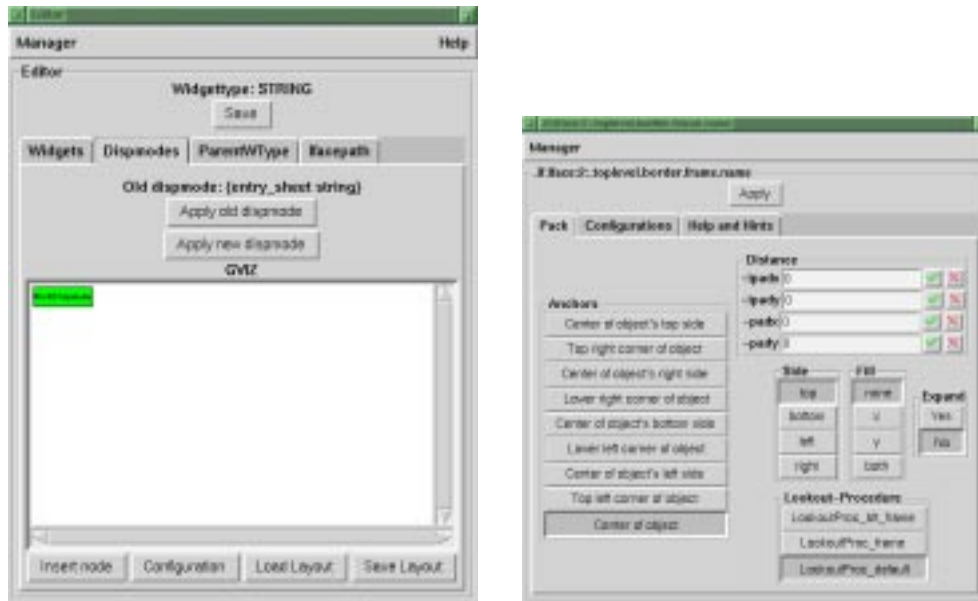 Editor
Manager Help
Editor
Widgettype: STRING
Save
Widgets Dispmodes ParentWType Basepath
Old dispmode: {entry_sheet string}
Apply old dispmode
Apply new dispmode
GVIZ
Insert node Configuration Load Layout Save Layout
Manager
Apply
Pack Configurations Help and Hints
Distance
-ipadx 0
-ipady 0
-padx 0
-pady 0
Anchors
Center of object's top side
Top right corner of object
Center of object's right side
Lower right corner of object
Center of object's bottom side
Lower left corner of object
Center of object's left side
Top left corner of object
Center of object
Side
top
bottom
left
right
Fill
none
x
y
both
Expand
Yes
No
Lookout-Procedure
LookoutProc_frame
LookoutProc_default